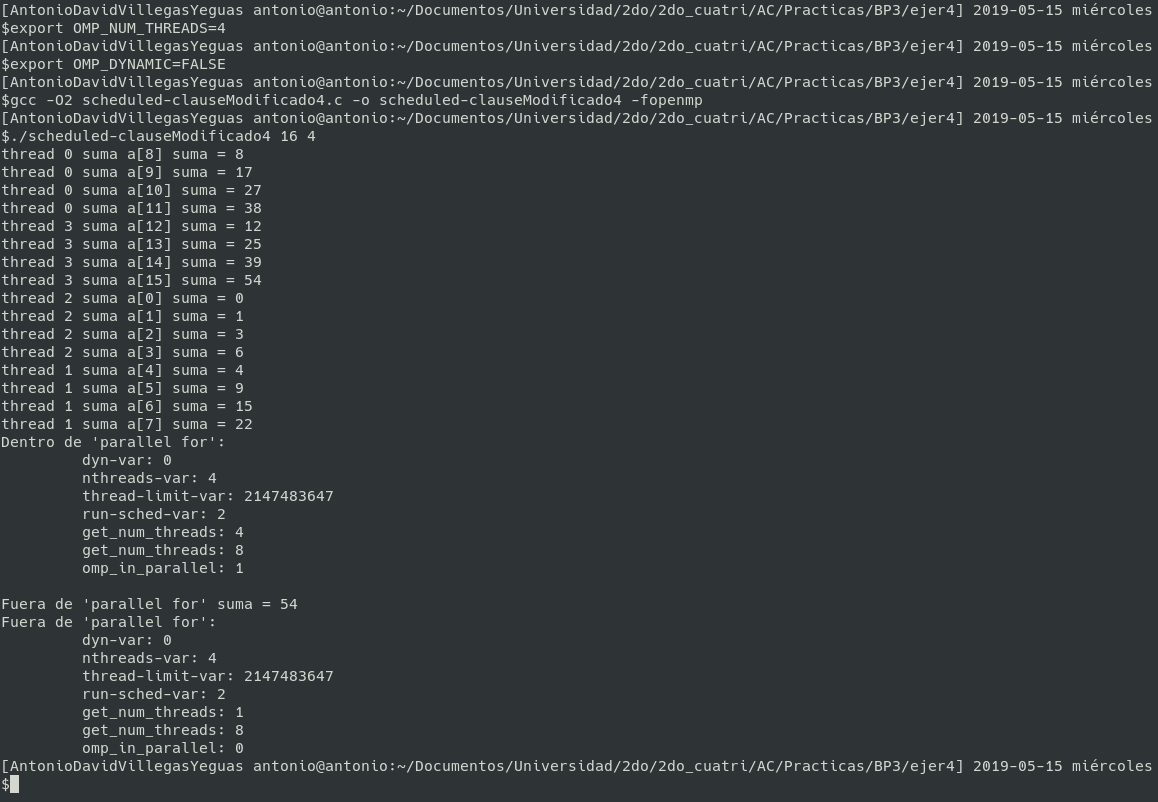 [AntonioDavidVillegasYeguas antonio@antonio:~/Documentos/Universidad/2do/2do_cuatri/AC/Practicas/BP3/ejer4] 2019-05-15 miércoles
$export OMP_NUM_THREADS=4
[AntonioDavidVillegasYeguas antonio@antonio:~/Documentos/Universidad/2do/2do_cuatri/AC/Practicas/BP3/ejer4] 2019-05-15 miércoles
$export OMP_DYNAMIC=FALSE
[AntonioDavidVillegasYeguas antonio@antonio:~/Documentos/Universidad/2do/2do_cuatri/AC/Practicas/BP3/ejer4] 2019-05-15 miércoles
$gcc -O2 scheduled-clauseModificado4.c -o scheduled-clauseModificado4 -fopenmp
[AntonioDavidVillegasYeguas antonio@antonio:~/Documentos/Universidad/2do/2do_cuatri/AC/Practicas/BP3/ejer4] 2019-05-15 miércoles
$./scheduled-clauseModificado4 16 4
thread 0 suma a[8] suma = 8
thread 0 suma a[9] suma = 17
thread 0 suma a[10] suma = 27
thread 0 suma a[11] suma = 38
thread 3 suma a[12] suma = 12
thread 3 suma a[13] suma = 25
thread 3 suma a[14] suma = 39
thread 3 suma a[15] suma = 54
thread 2 suma a[0] suma = 0
thread 2 suma a[1] suma = 1
thread 2 suma a[2] suma = 3
thread 2 suma a[3] suma = 6
thread 1 suma a[4] suma = 4
thread 1 suma a[5] suma = 9
thread 1 suma a[6] suma = 15
thread 1 suma a[7] suma = 22
Dentro de 'parallel for':
dyn-var: 0
nthreads-var: 4
thread-limit-var: 2147483647
run-sched-var: 2
get_num_threads: 4
get_num_threads: 8
omp_in_parallel: 1
Fuera de 'parallel for' suma = 54
Fuera de 'parallel for':
dyn-var: 0
nthreads-var: 4
thread-limit-var: 2147483647
run-sched-var: 2
get_num_threads: 1
get_num_threads: 8
omp_in_parallel: 0
[AntonioDavidVillegasYeguas antonio@antonio:~/Documentos/Universidad/2do/2do_cuatri/AC/Practicas/BP3/ejer4] 2019-05-15 miércoles
$